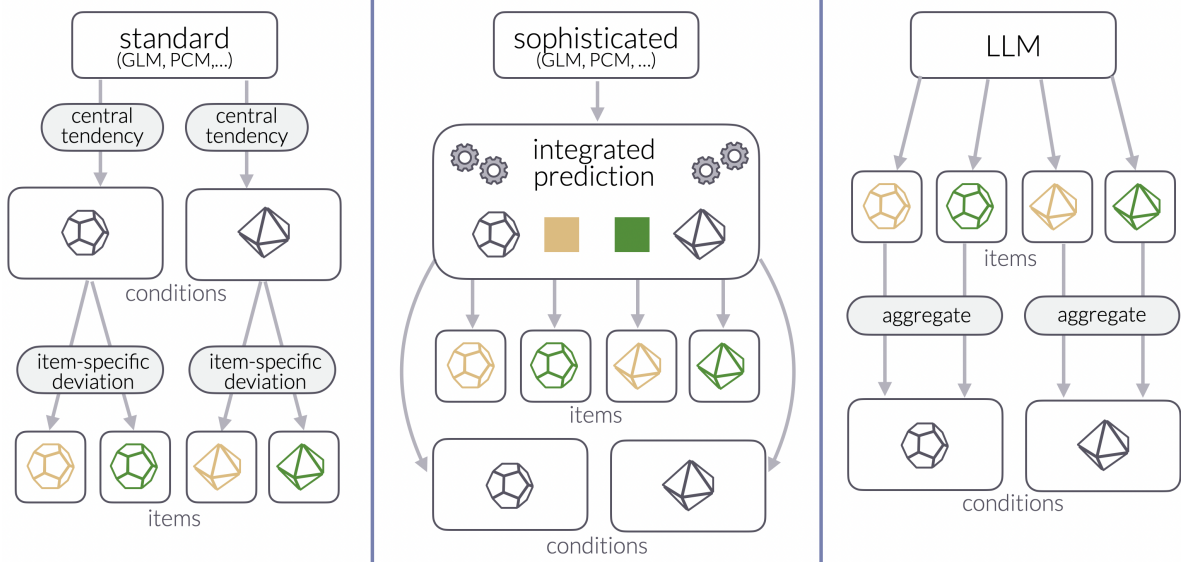 standard
(GLM, PCM,...)
central
tendency
central
tendency
conditions
item-specific
deviation
item-specific
deviation
items
sophisticated
(GLM, PCM, ...)
integrated
prediction
items
conditions
LLM
items
aggregate
aggregate
conditions